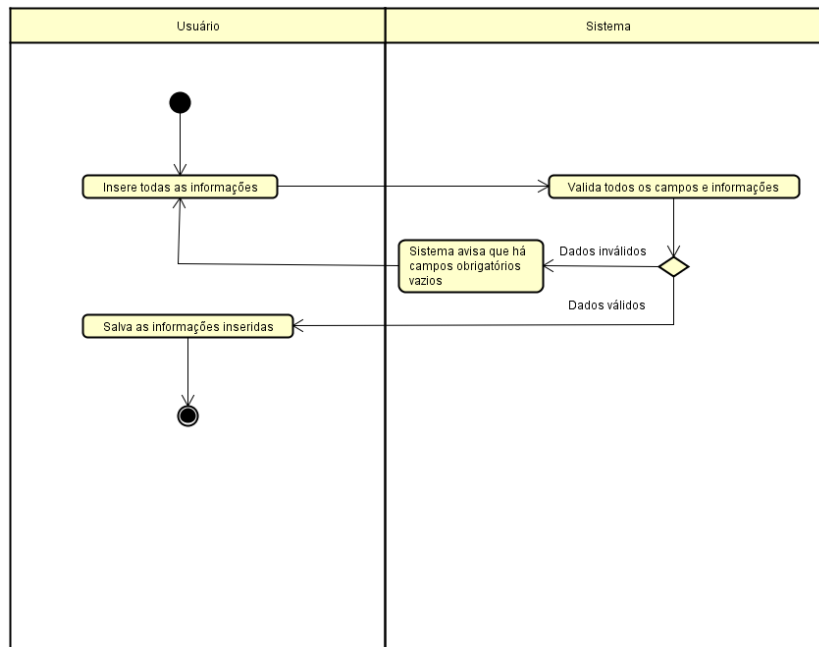 Usuário
Sistema
Insere todas as informações
Valida todos os campos e informações
Sistema avisa que há
campos obrigatórios
vazios
Dados inválidos
Dados válidos
Salva as informações inseridas